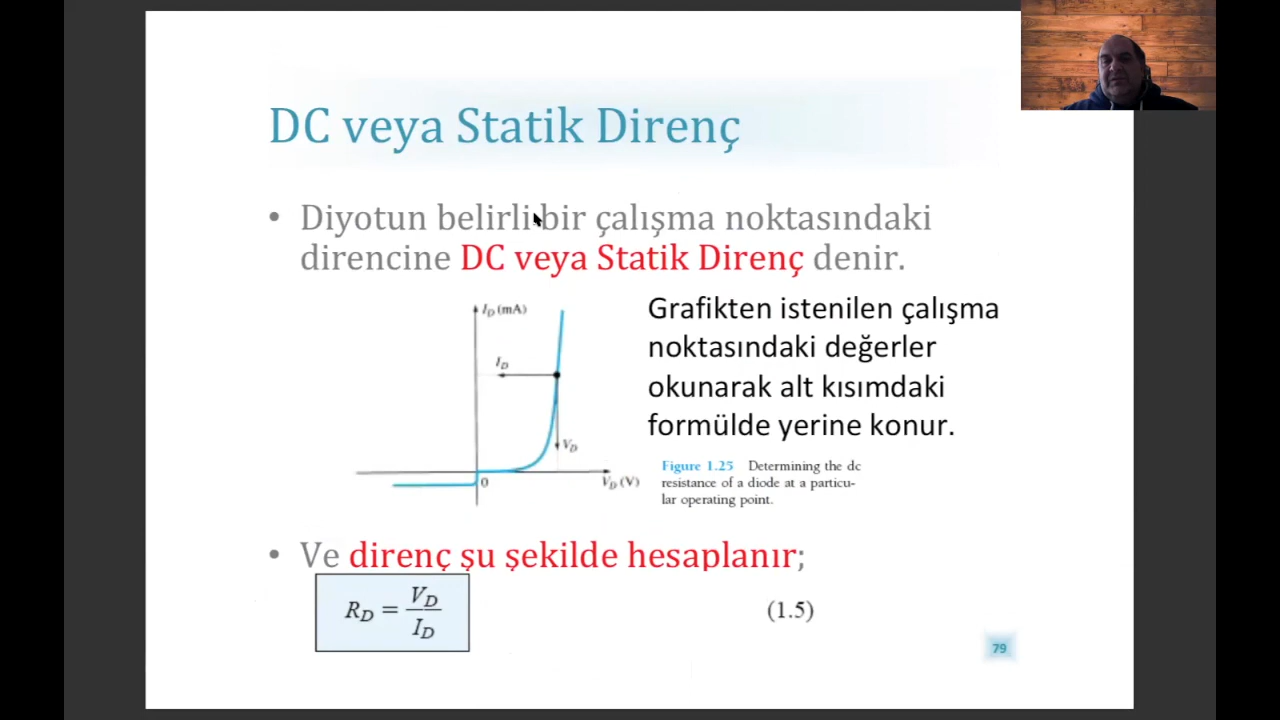 DC veya Statik Direnç
• Diyotun belirli bir çalışma noktasındaki
direncine DC veya Statik Direnç denir.
I_D (mA)
I_D
V_D
0
V_D (V)
Grafikten istenilen çalışma
noktasındaki değerler
okunarak alt kısımdaki
formülde yerine konur.
Figure 1.25 Determining the dc
resistance of a diode at a particu-
lar operating point.
• Ve direnç şu şekilde hesaplanır;
R_D = V_D / I_D
(1.5)
79